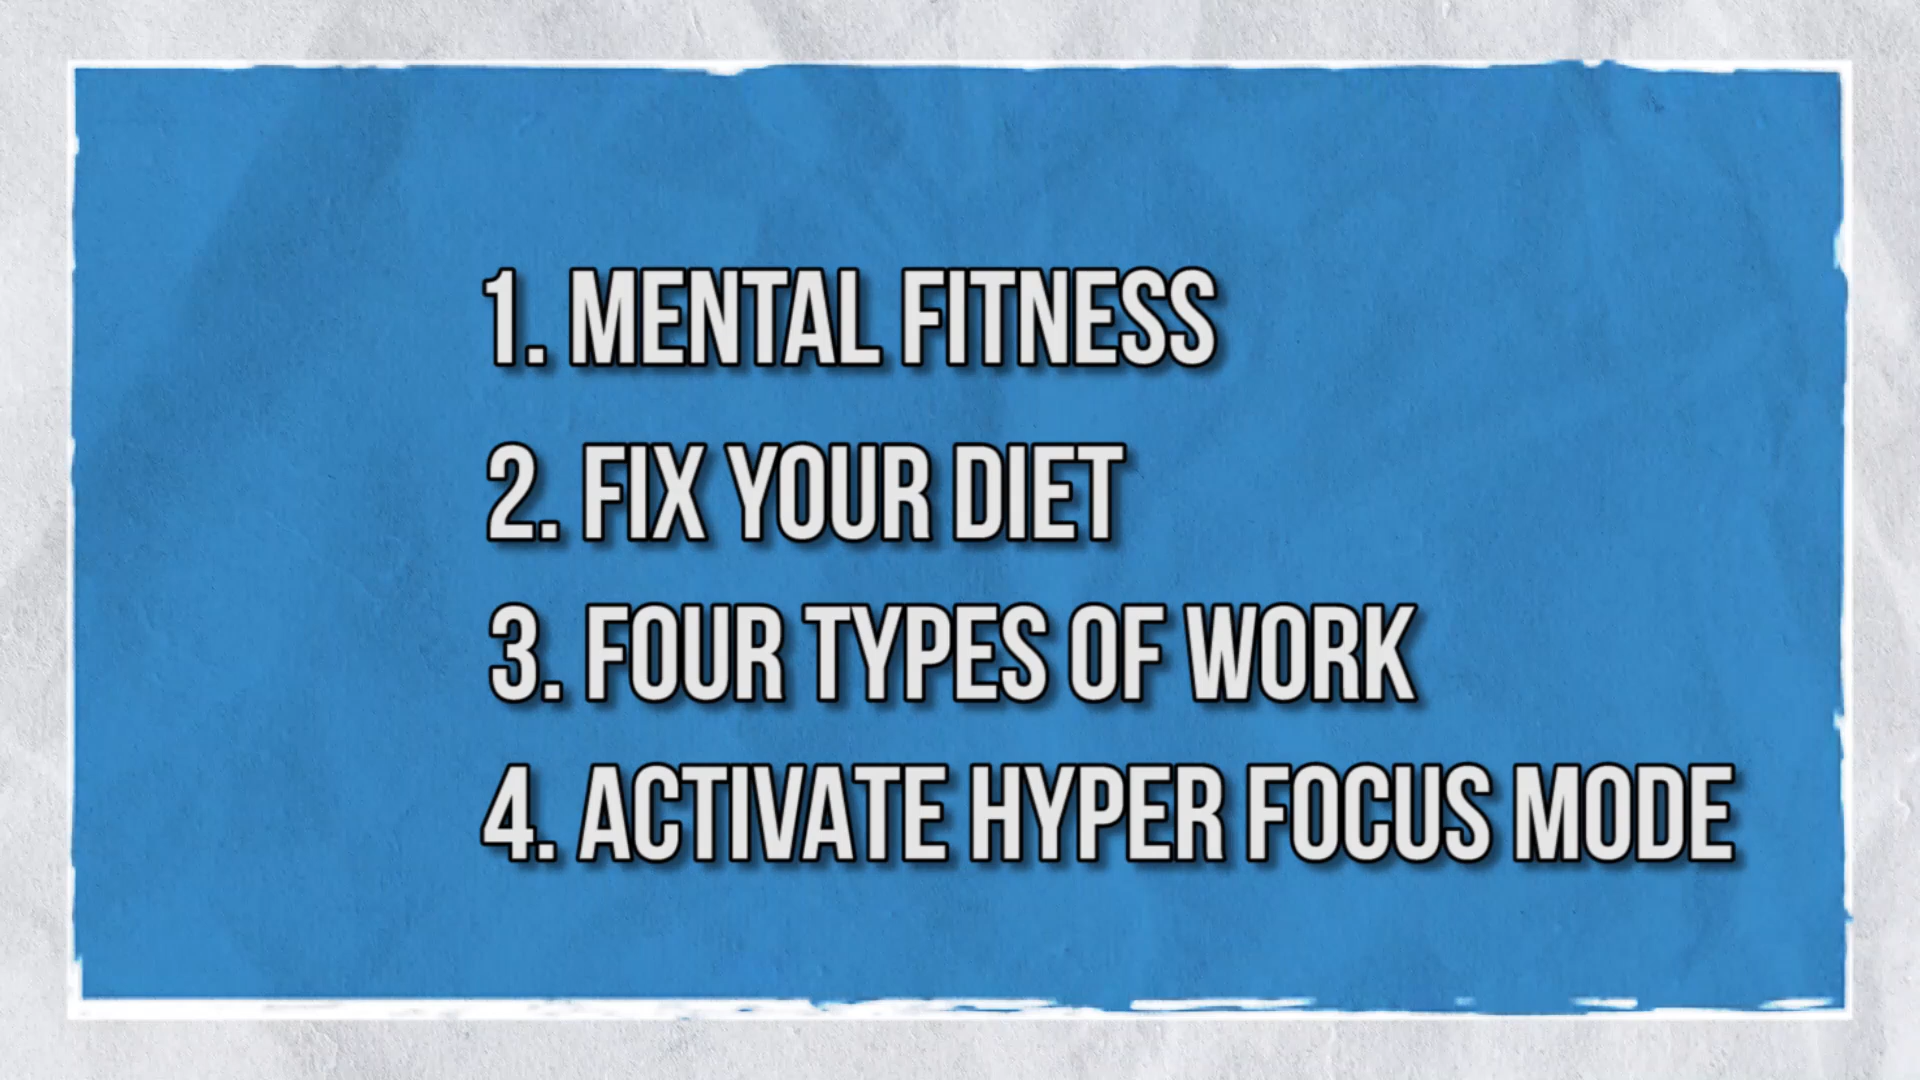 1. MENTAL FITNESS
2. FIX YOUR DIET
3. FOUR TYPES OF WORK
4. ACTIVATE HYPER FOCUS MODE